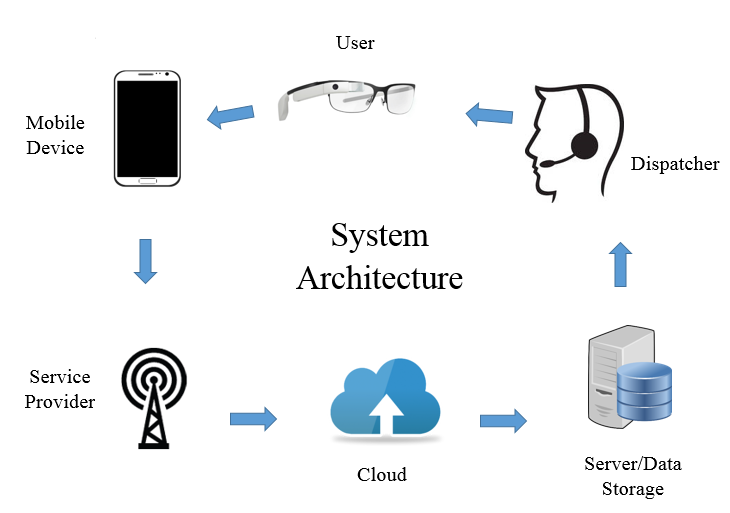 User
Mobile
Device
Dispatcher
System
Architecture
Service
Provider
Cloud
Server/Data
Storage